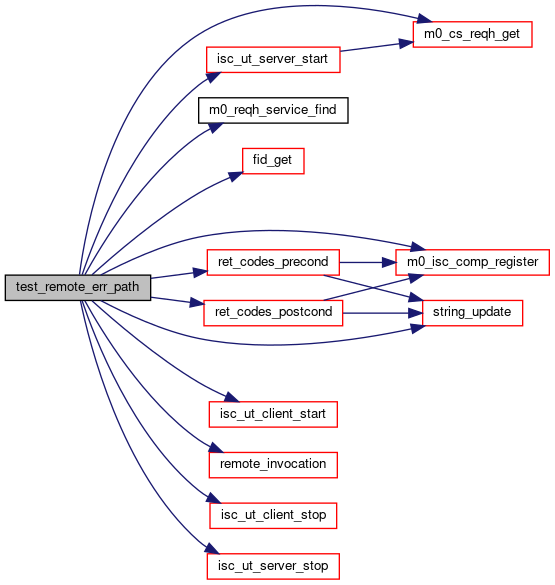 m0_cs_reqh_get
isc_ut_server_start
m0_reqh_service_find
fid_get
ret_codes_precond
m0_isc_comp_register
test_remote_err_path
ret_codes_postcond
string_update
isc_ut_client_start
remote_invocation
isc_ut_client_stop
isc_ut_server_stop